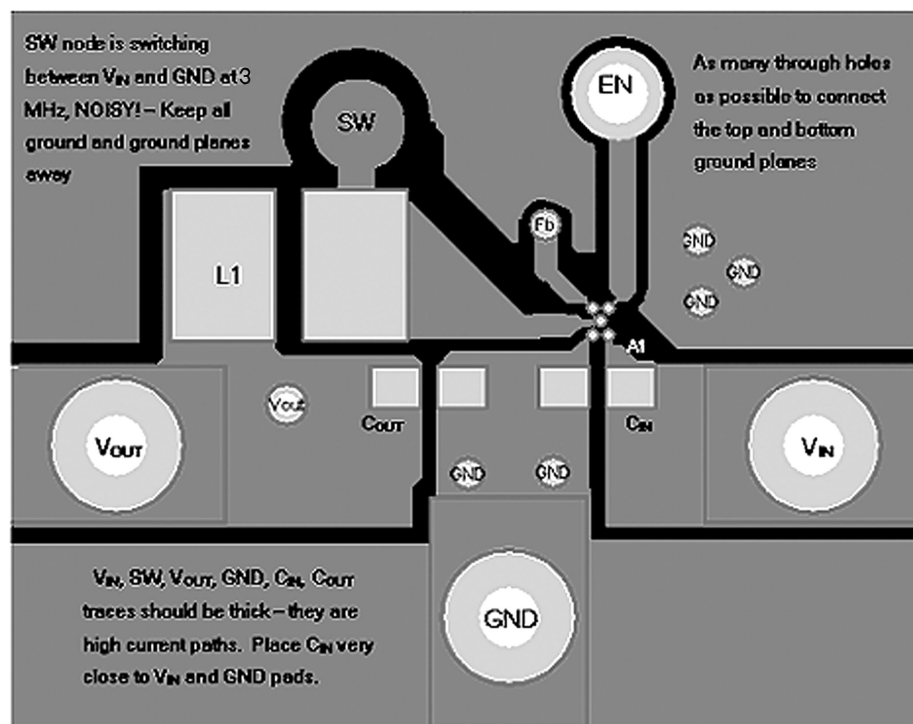 SW node is switching
between VIN and GND at 3
MHz, NOISY! – Keep all
ground and ground planes
away
SW
EN
As many through holes
as possible to connect
the top and bottom
ground planes
Fb
GND
GND
GND
L1
A1
Vout
COUT
CIN
VOUT
VIN
GND
GND
GND
VIN, SW, VOUT, GND, CIN, COUT
traces should be thick – they are
high current paths. Place CIN very
close to VIN and GND pads.